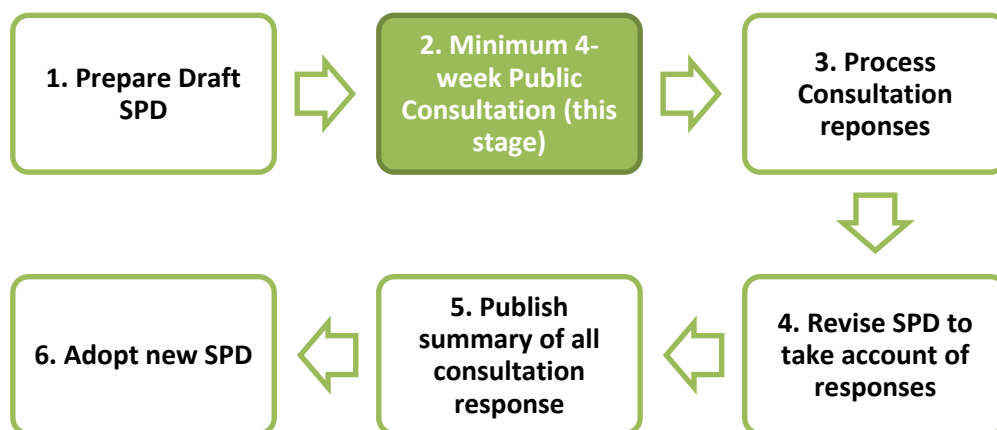 1. Prepare Draft
SPD
2. Minimum 4-
week Public
Consultation (this
stage)
3. Process
Consultation
reponses
4. Revise SPD to
take account of
responses
5. Publish
summary of all
consultation
response
6. Adopt new SPD